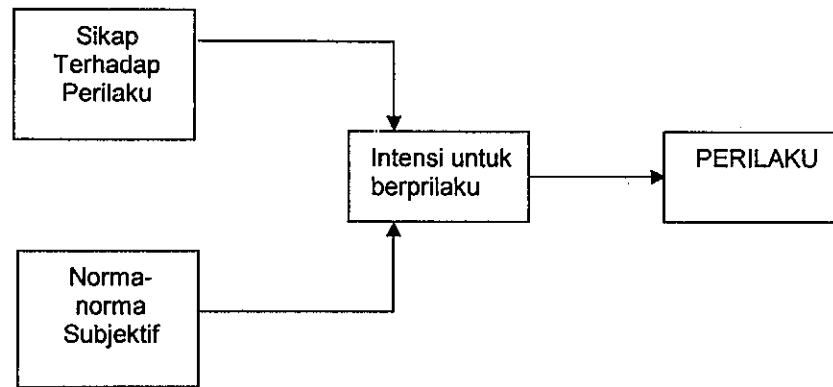 Sikap
Terhadap
Perilaku
Intensi untuk
berprilaku
PERILAKU
Norma-
norma
Subjektif